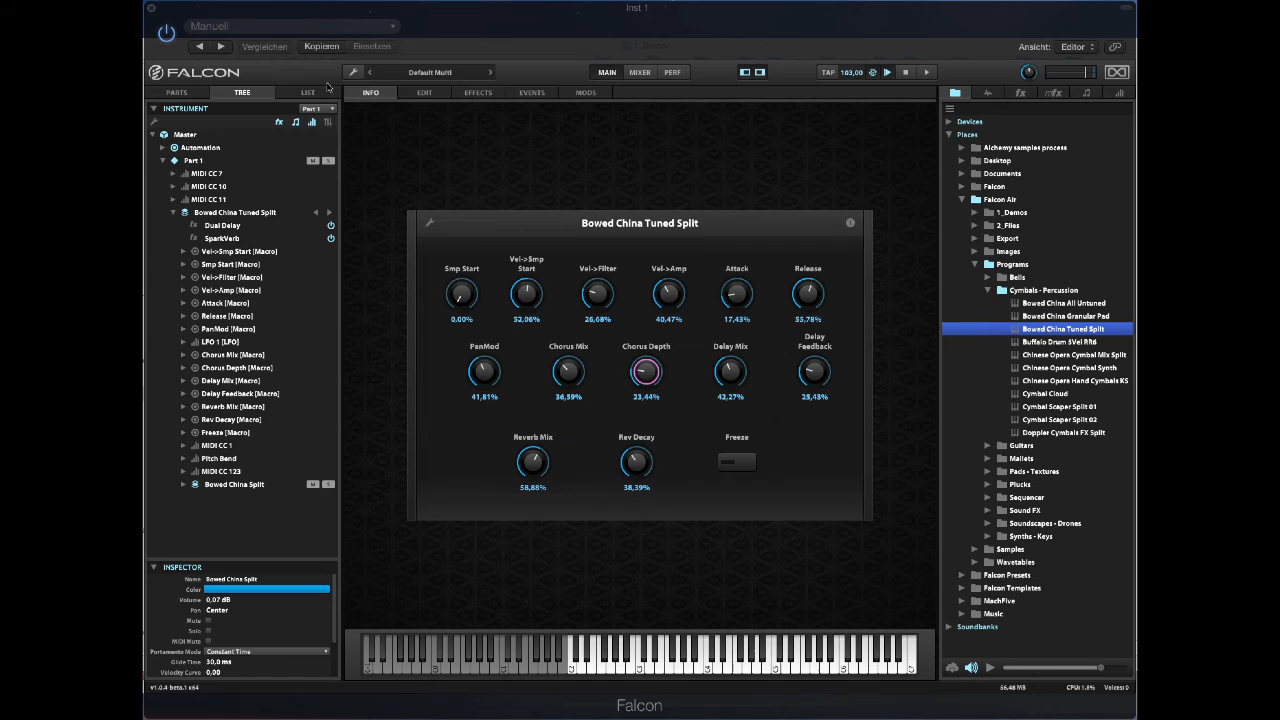 Inst 1
Manuell
Vergleichen Kopieren Einsetzen Ansicht: Editor
FALCON Default Multi MAIN MIXER PERF TAP 103,00
PARTS TREE LIST INFO EDIT EFFECTS EVENTS MODS fx mfx
INSTRUMENT Part 1
fx
Master
Automation
Part 1 M S
MIDI CC 7
MIDI CC 10
MIDI CC 11
Bowed China Tuned Split
fx Dual Delay
fx SparkVerb
Vel->Smp Start [Macro]
Smp Start [Macro]
Vel->Filter [Macro]
Vel->Amp [Macro]
Attack [Macro]
Release [Macro]
PanMod [Macro]
LFO 1 [LFO]
Chorus Mix [Macro]
Chorus Depth [Macro]
Delay Mix [Macro]
Delay Feedback [Macro]
Reverb Mix [Macro]
Rev Decay [Macro]
Freeze [Macro]
MIDI CC 1
Pitch Bend
MIDI CC 123
Bowed China Split M S
INSPECTOR
Name Bowed China Split
Color
Volume 0,07 dB
Pan Center
Mute
Solo
MIDI Mute
Portamento Mode Constant Time
Glide Time 30,0 ms
Velocity Curve 0,00
Bowed China Tuned Split
Smp Start Vel->Smp Start Vel->Filter Vel->Amp Attack Release
0,00% 52,06% 26,68% 40,47% 17,43% 55,78%
PanMod Chorus Mix Chorus Depth Delay Mix Delay Feedback
41,81% 36,59% 23,44% 42,27% 25,43%
Reverb Mix Rev Decay Freeze
58,88% 38,39%
C2 C3 C4 C5 C6 C7
Devices
Places
Alchemy samples process
Desktop
Documents
Falcon
Falcon Air
1_Demos
2_Files
Export
Images
Programs
Bells
Cymbals - Percussion
Bowed China All Untuned
Bowed China Granular Pad
Bowed China Tuned Split
Buffalo Drum 5Vel RR6
Chinese Opera Cymbal Mix Split
Chinese Opera Cymbal Synth
Chinese Opera Hand Cymbals KS
Cymbal Cloud
Cymbal Scaper Split 01
Cymbal Scaper Split 02
Doppler Cymbals FX Split
Guitars
Mallets
Pads - Textures
Plucks
Sequencer
Sound FX
Soundscapes - Drones
Synths - Keys
Samples
Wavetables
Falcon Presets
Falcon Templates
MachFive
Music
Soundbanks
v1.0.4-beta.1 x64 56,48 MB CPU:1.8% Voices:0
Falcon